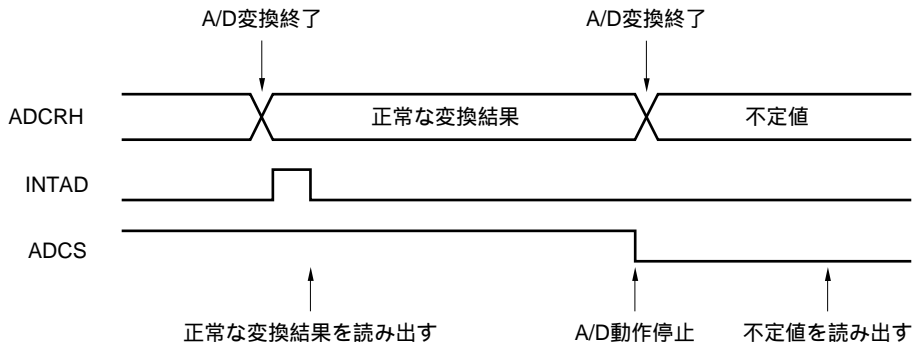 A/D変換終了 A/D変換終了
ADCRH 正常な変換結果 不定値
INTAD
ADCS
正常な変換結果を読み出す A/D動作停止 不定値を読み出す